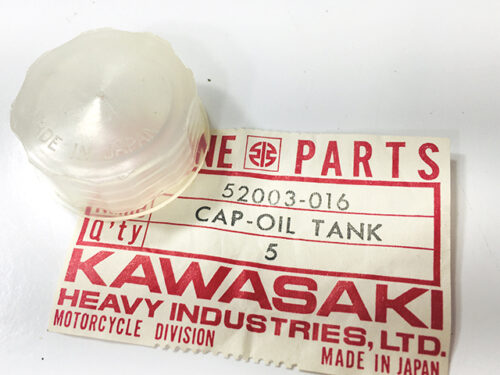 MADE IN JAPAN
NE PARTS
52003-016
CAP-OIL TANK
Q'ty 5
KAWASAKI
HEAVY INDUSTRIES, LTD.
MOTORCYCLE DIVISION
MADE IN JAPAN